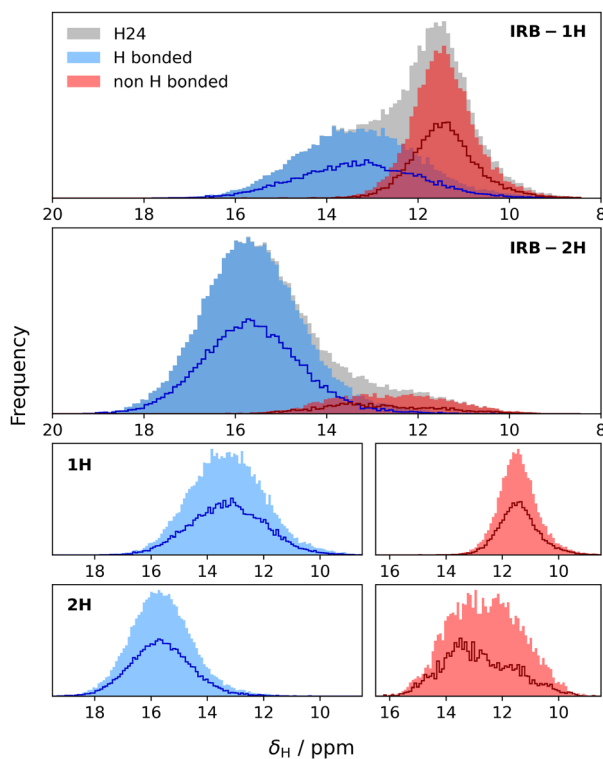 H24
H bonded
non H bonded
IRB – 1H
20 18 16 14 12 10 8
IRB – 2H
20 18 16 14 12 10 8
Frequency
1H
18 16 14 12 10
16 14 12 10
2H
18 16 14 12 10
16 14 12 10
δH / ppm